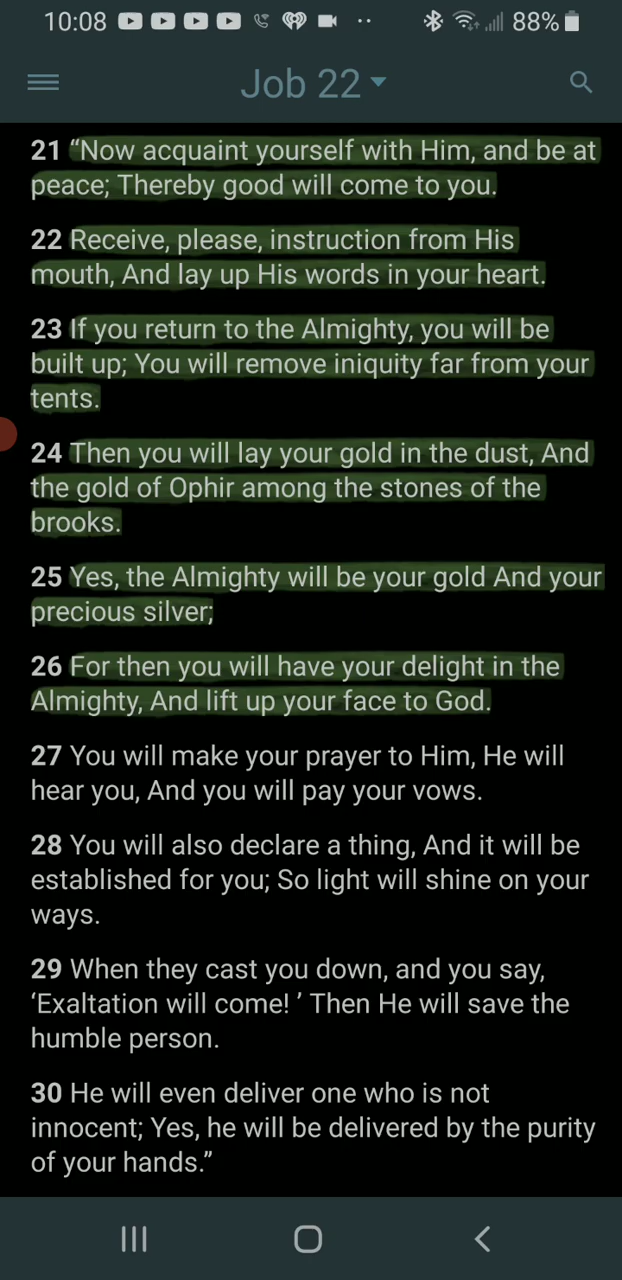 10:08 88%
Job 22
21 “Now acquaint yourself with Him, and be at
peace; Thereby good will come to you.
22 Receive, please, instruction from His
mouth, And lay up His words in your heart.
23 If you return to the Almighty, you will be
built up; You will remove iniquity far from your
tents.
24 Then you will lay your gold in the dust, And
the gold of Ophir among the stones of the
brooks.
25 Yes, the Almighty will be your gold And your
precious silver;
26 For then you will have your delight in the
Almighty, And lift up your face to God.
27 You will make your prayer to Him, He will
hear you, And you will pay your vows.
28 You will also declare a thing, And it will be
established for you; So light will shine on your
ways.
29 When they cast you down, and you say,
‘Exaltation will come! ’ Then He will save the
humble person.
30 He will even deliver one who is not
innocent; Yes, he will be delivered by the purity
of your hands.”